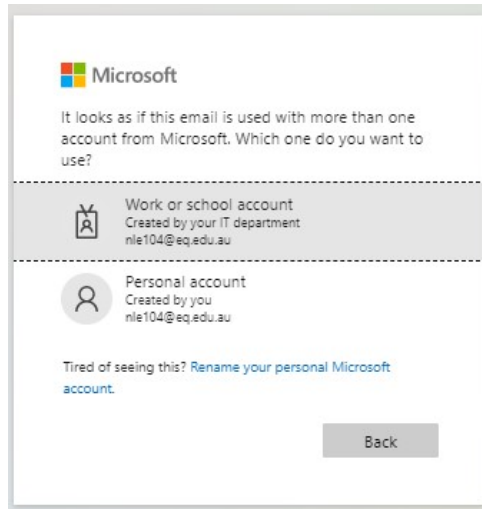 Microsoft
It looks as if this email is used with more than one
account from Microsoft. Which one do you want to
use?
Work or school account
Created by your IT department
nle104@eq.edu.au
Personal account
Created by you
nle104@eq.edu.au
Tired of seeing this? Rename your personal Microsoft
account.
Back